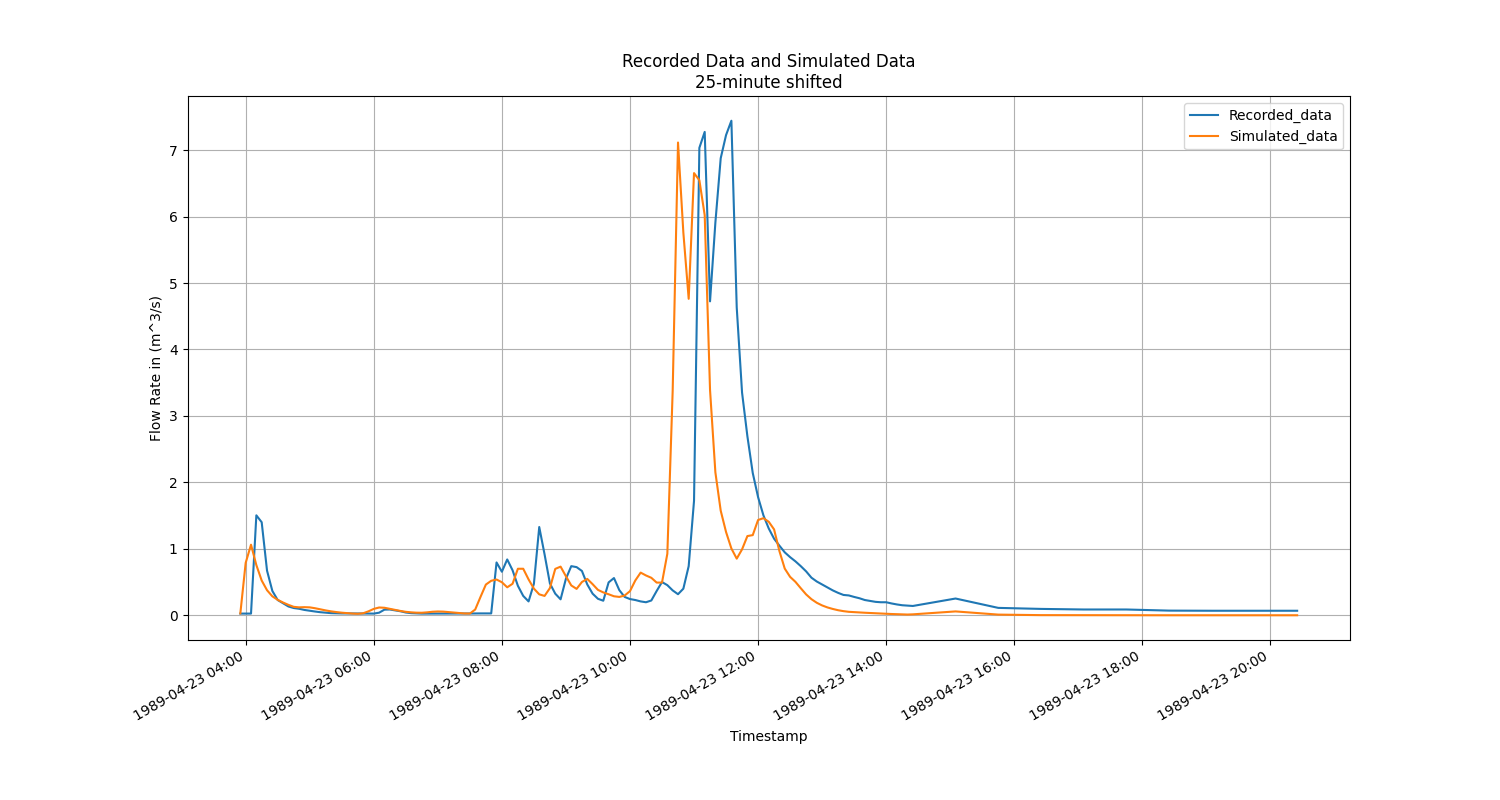 Recorded Data and Simulated Data
25-minute shifted
Recorded_data
Simulated_data
Flow Rate in (m^3/s)
7
6
5
4
3
2
1
0
1989-04-23 04:00
1989-04-23 06:00
1989-04-23 08:00
1989-04-23 10:00
1989-04-23 12:00
1989-04-23 14:00
1989-04-23 16:00
1989-04-23 18:00
1989-04-23 20:00
Timestamp